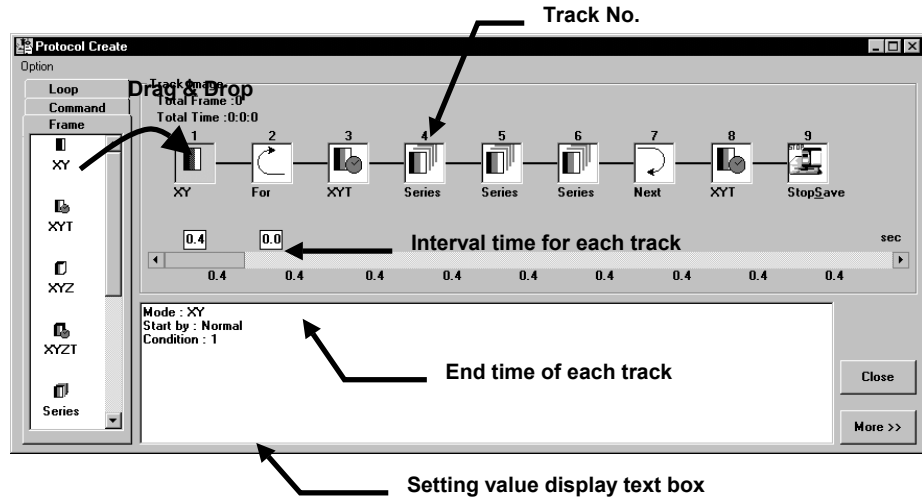 Track No.
Protocol Create
Option
Loop
Command
Frame
XY
XYT
XYZ
XYZT
Series
Drag & Drop
Track Image
Total Frame :0
Total Time :0:0:0
1 2 3 4 5 6 7 8 9
STOP
XY For XYT Series Series Series Next XYT StopSave
0.4 0.0 Interval time for each track sec
0.4 0.4 0.4 0.4 0.4 0.4 0.4 0.4 0.4
Mode : XY
Start by : Normal
Condition : 1
End time of each track
Close
More >>
Setting value display text box